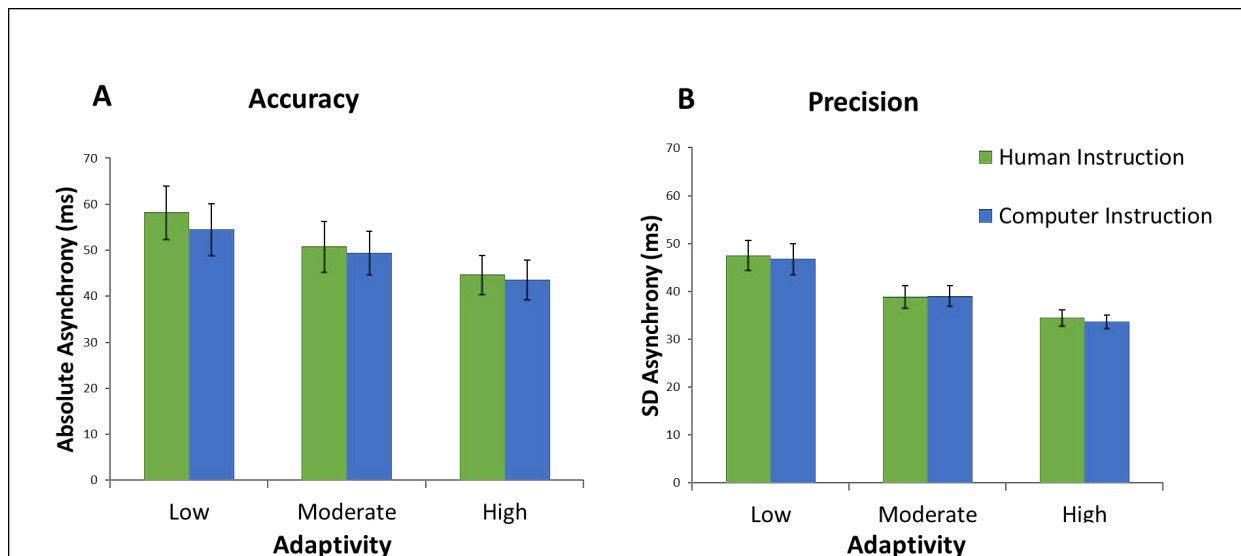 A
Accuracy
Absolute Asynchrony (ms)
70
60
50
40
30
20
10
0
Low Moderate High
Adaptivity
B
Precision
SD Asynchrony (ms)
70
60
50
40
30
20
10
0
Low Moderate High
Adaptivity
Human Instruction
Computer Instruction